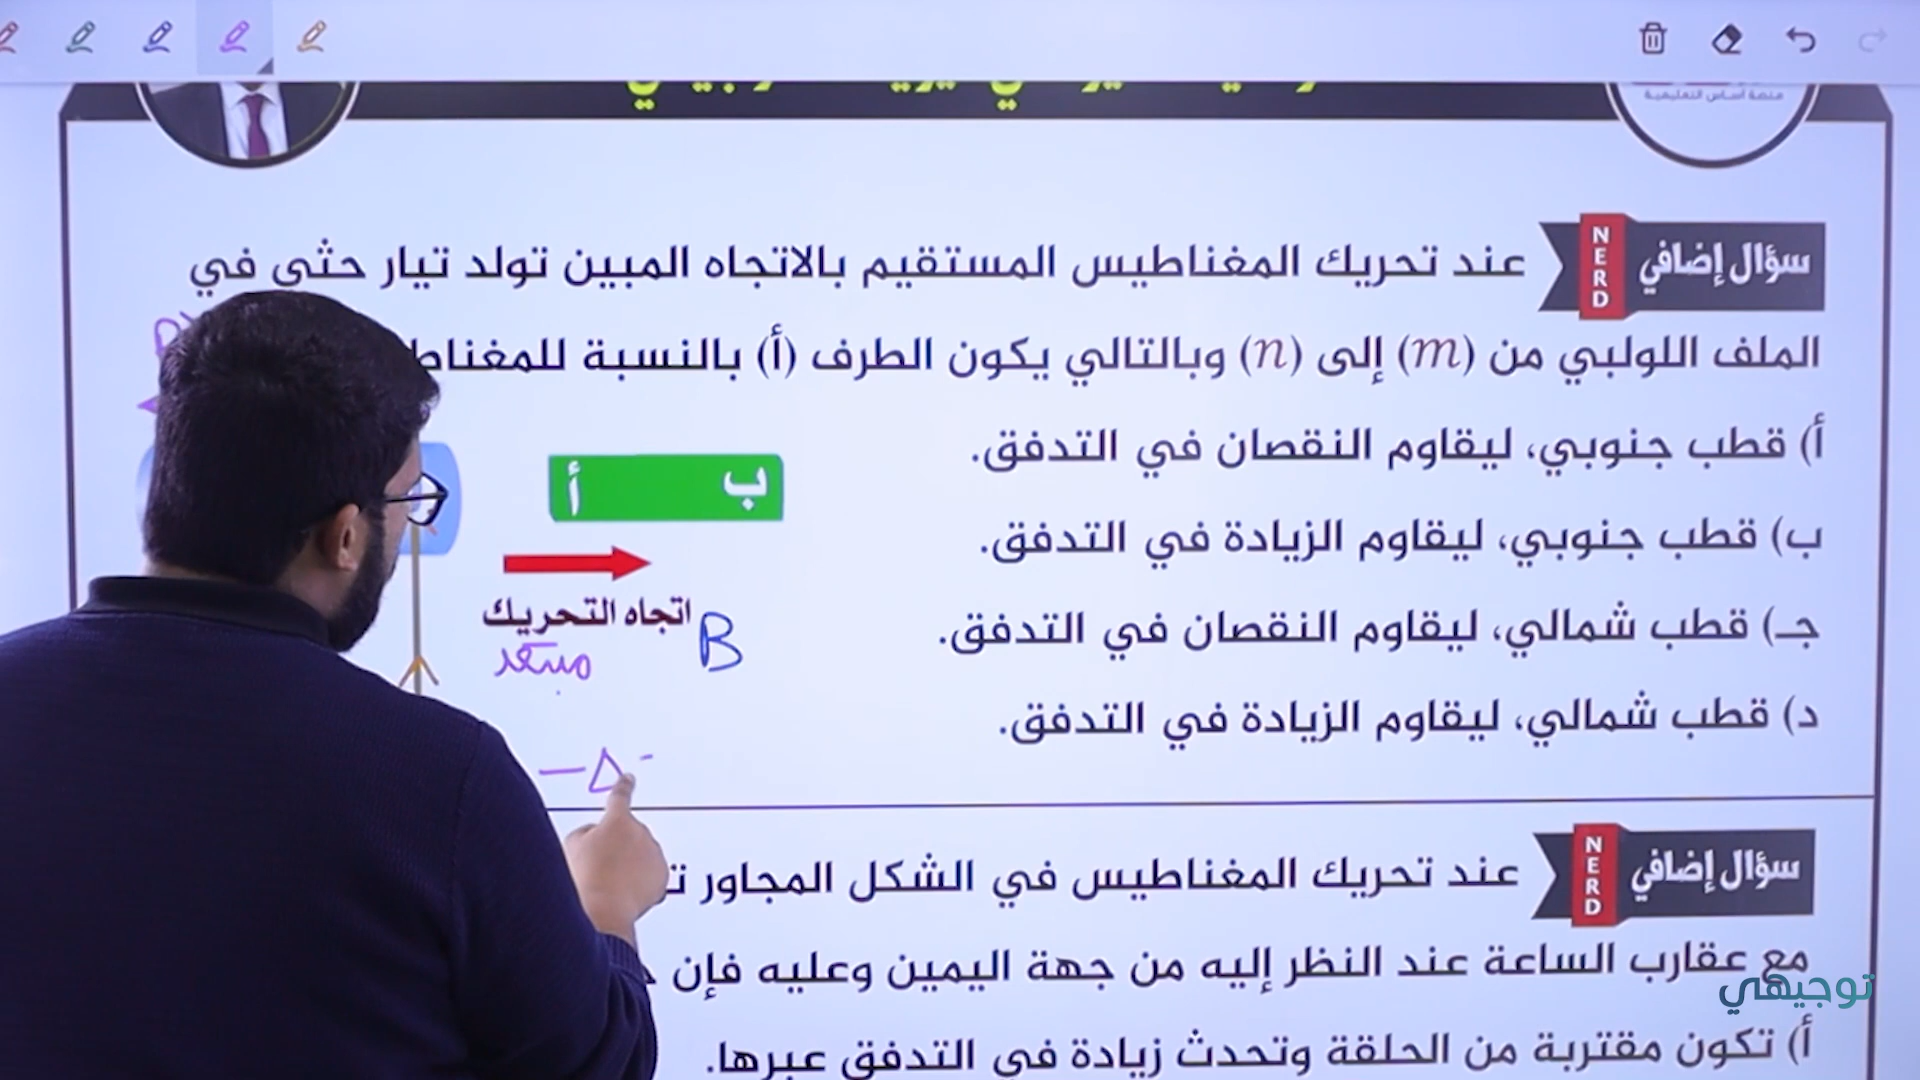 منصة أساس التعليمية
سؤال إضافي
NERD
عند تحريك المغناطيس المستقيم بالاتجاه المبين تولد تيار حثي في
الملف اللولبي من (m) إلى (n) وبالتالي يكون الطرف (أ) بالنسبة
أ) قطب جنوبي، ليقاوم النقصان في التدفق.
ب) قطب جنوبي، ليقاوم الزيادة في التدفق.
جـ) قطب شمالي، ليقاوم النقصان في التدفق.
د) قطب شمالي، ليقاوم الزيادة في التدفق.
أ ب
اتجاه التحريك
مبتعد
B
سؤال إضافي
NERD
عند تحريك المغناطيس في الشكل المجاور
مع عقارب الساعة عند النظر إليه من جهة اليمين وعليه فإن
أ) تكون مقتربة من الحلقة وتحدث زيادة في التدفق عبرها.
توجيهي